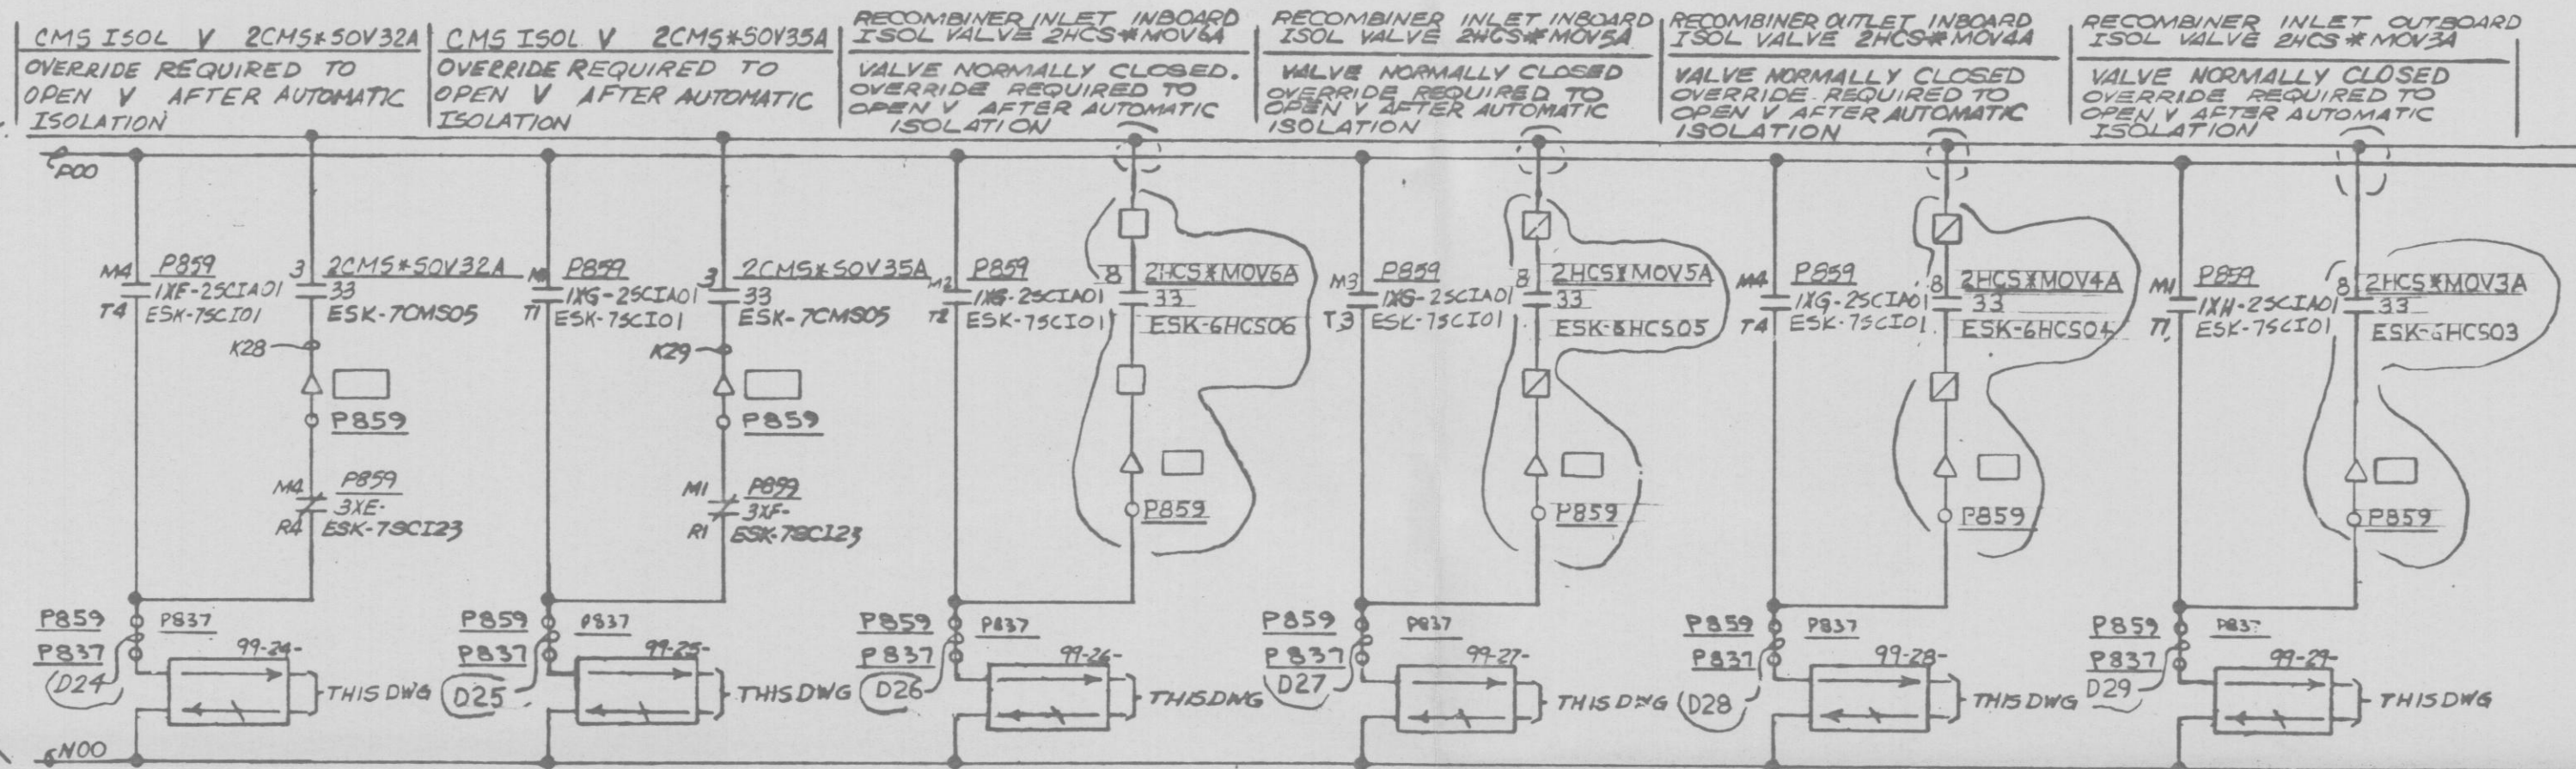 CMS ISOL V 2CMS*SOV32A
OVERRIDE REQUIRED TO
OPEN V AFTER AUTOMATIC
ISOLATION
CMS ISOL V 2CMS*SOV35A
OVERRIDE REQUIRED TO
OPEN V AFTER AUTOMATIC
ISOLATION
RECOMBINER INLET INBOARD
ISOL VALVE 2HCS*MOV6A
VALVE NORMALLY CLOSED.
OVERRIDE REQUIRED TO
OPEN V AFTER AUTOMATIC
ISOLATION
RECOMBINER INLET INBOARD
ISOL VALVE 2HCS*MOV5A
VALVE NORMALLY CLOSED
OVERRIDE REQUIRED TO
OPEN V AFTER AUTOMATIC
ISOLATION
RECOMBINER OUTLET INBOARD
ISOL VALVE 2HCS*MOV4A
VALVE NORMALLY CLOSED
OVERRIDE REQUIRED TO
OPEN V AFTER AUTOMATIC
ISOLATION
RECOMBINER INLET OUTBOARD
ISOL VALVE 2HCS*MOV3A
VALVE NORMALLY CLOSED
OVERRIDE REQUIRED TO
OPEN V AFTER AUTOMATIC
ISOLATION
P00
M4 P859
1XF-2SCIA01
T4 ESK-7SCI01
3 2CMS*SOV32A
33
ESK-7CMS05
K28
P859
M4 P859
3XE-
R4 ESK-7SCI23
P859 P837
P837 99-24-
D24 THIS DWG
P859
1XG-2SCIA01
T1 ESK-7SCI01
3 2CMS*SOV35A
33
ESK-7CMS05
K29
P859
M1 P859
3XF-
R1 ESK-7SCI23
P859 P837
P837 99-25-
D25 THIS DWG
M2 P859
1XG-2SCIA01
T2 ESK-7SCI01
8 2HCS*MOV6A
33
ESK-6HCS06
P859
P859 P837
P837 99-26-
D26 THIS DWG
M3 P859
1XG-2SCIA01
T3 ESK-7SCI01
8 2HCS*MOV5A
33
ESK-6HCS05
P859
P859 P837
P837 99-27-
D27 THIS DWG
M4 P859
1XG-2SCIA01
T4 ESK-7SCI01
8 2HCS*MOV4A
33
ESK-6HCS04
P859
P859 P837
P837 99-28-
D28 THIS DWG
M1 P859
1XH-2SCIA01
T1 ESK-7SCI01
8 2HCS*MOV3A
33
ESK-6HCS03
P859
P859 P837
P837 99-29-
D29 THIS DWG
N00